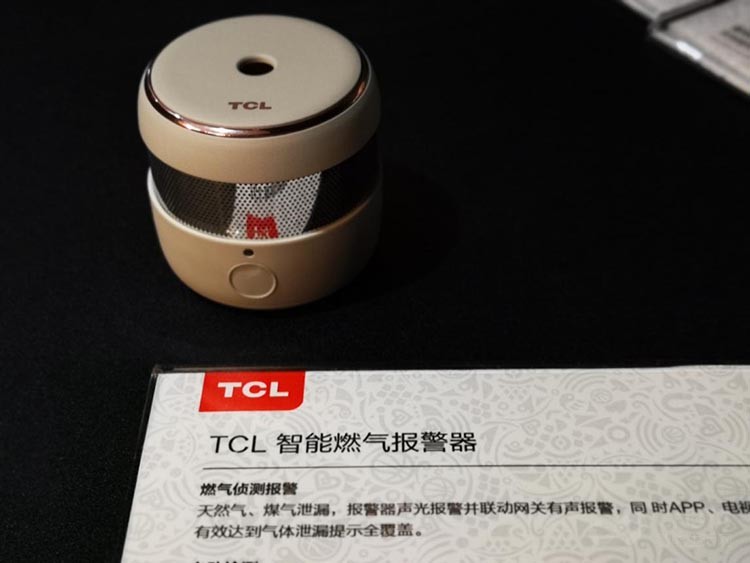 TCL
TCL
TCL 智能燃气报警器
燃气侦测报警
天然气、煤气泄漏，报警器声光报警并联动网关有声报警，同 时APP、电视
有效达到气体泄漏提示全覆盖。